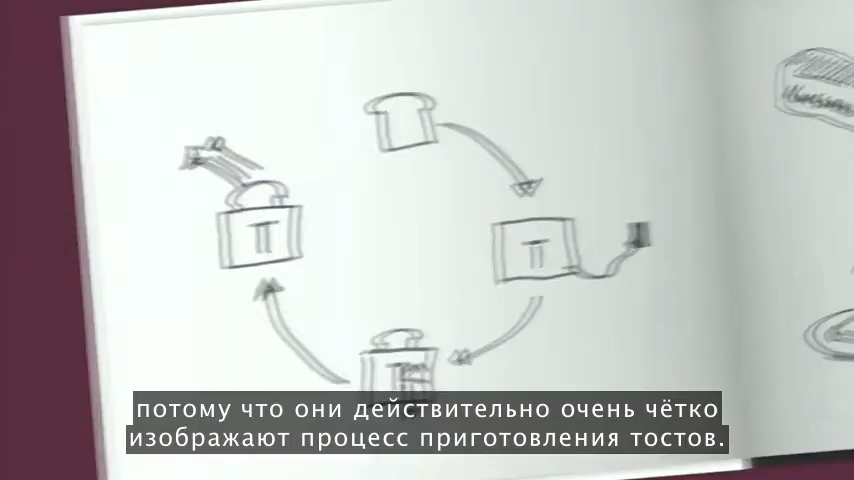 T
T
T
потому что они действительно очень чётко
изображают процесс приготовления тостов.